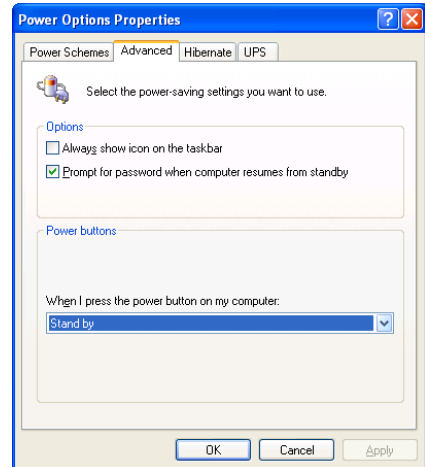 Power Options Properties
Power Schemes Advanced Hibernate UPS
Select the power-saving settings you want to use.
Options
Always show icon on the taskbar
Prompt for password when computer resumes from standby
Power buttons
When I press the power button on my computer:
Stand by
OK Cancel Apply